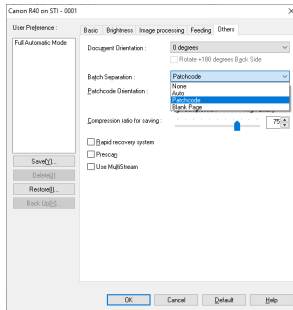 Canon R40 on STI - 0001
User Preference :
Full Automatic Mode
Save(Y)...
Delete(J)
Restore(I)...
Basic Brightness Image processing Feeding Others
Document Orientation :
0 degrees
Rotate +180 degrees Back Side
Batch Separation :
Patchcode
None
Auto
Patchcode
Blank Page
Patchcode Orientation :
Compression ratio for saving :
75
Rapid recovery system
Prescan
Use MultiStream
OK
Cancel
Default
Help